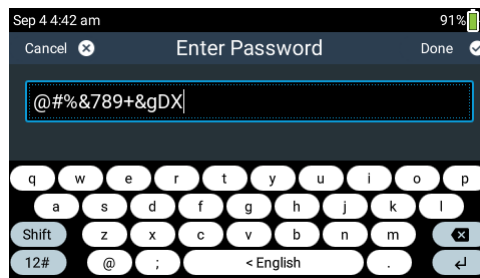 Sep 4 4:42 am 91%
Cancel Enter Password Done
@#%&789+&gDX
q w e r t y u i o p
a s d f g h j k l
Shift z x c v b n m
12# @ ; < English .